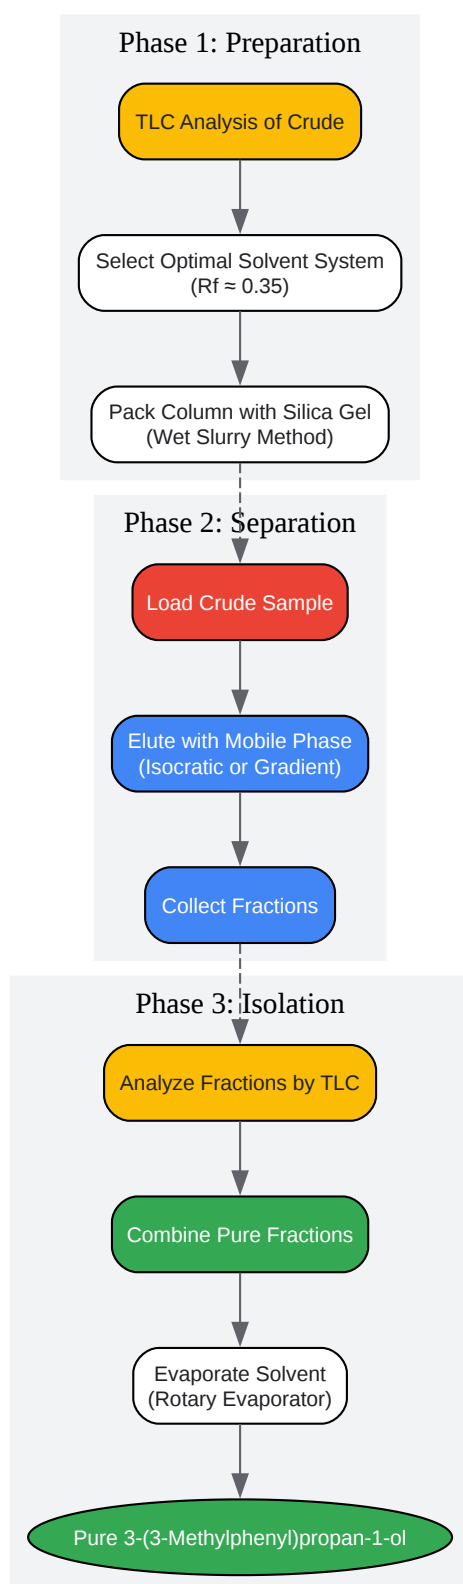 Phase 1: Preparation
TLC Analysis of Crude
Select Optimal Solvent System
(Rf ≈ 0.35)
Pack Column with Silica Gel
(Wet Slurry Method)
Phase 2: Separation
Load Crude Sample
Elute with Mobile Phase
(Isocratic or Gradient)
Collect Fractions
Phase 3: Isolation
Analyze Fractions by TLC
Combine Pure Fractions
Evaporate Solvent
(Rotary Evaporator)
Pure 3-(3-Methylphenyl)propan-1-ol